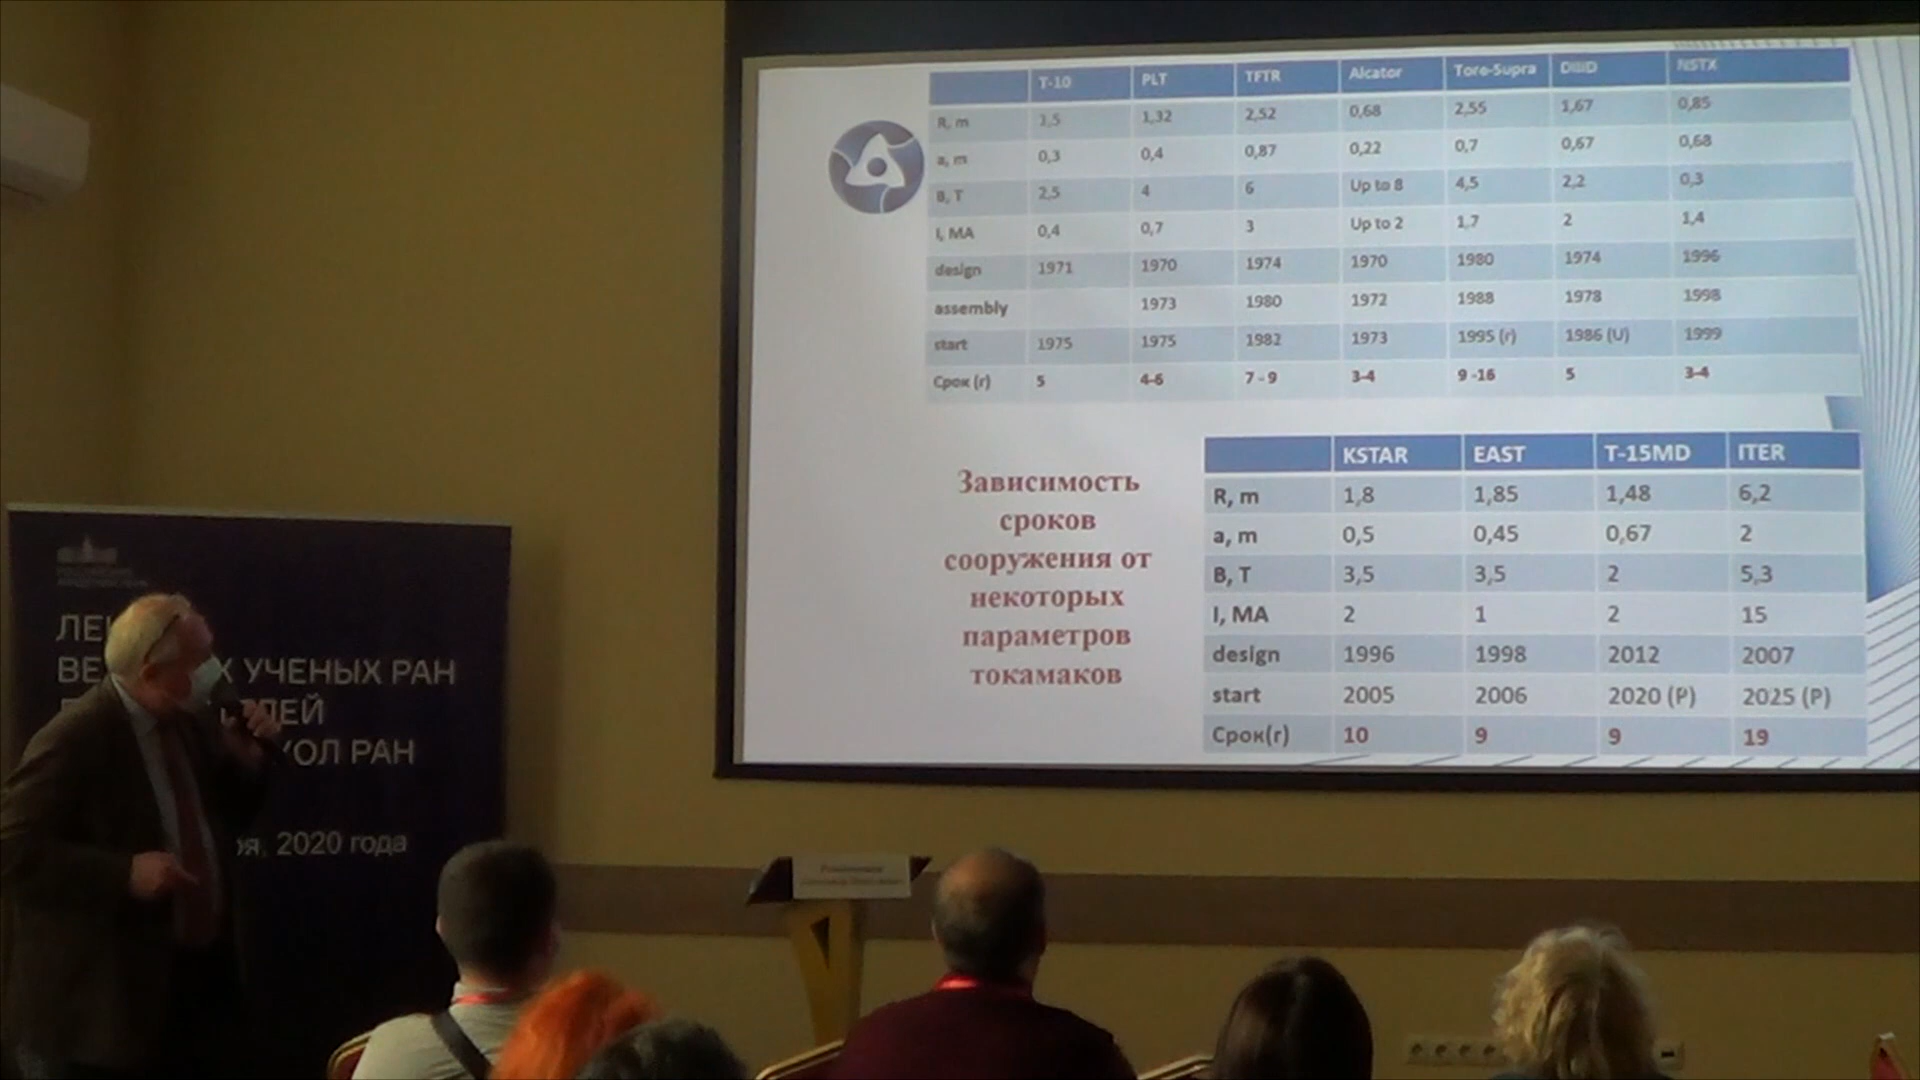 T-10 PLT TFTR Alcator Tore-Supra DIIID NSTX
R, m 1,5 1,32 2,52 0,68 2,55 1,67 0,85
a, m 0,3 0,4 0,87 0,22 0,7 0,67 0,68
B, T 2,5 4 6 Up to 8 4,5 2,2 0,3
I, MA 0,4 0,7 3 Up to 2 1,7 2 1,4
design 1971 1970 1974 1970 1980 1974 1996
assembly 1973 1980 1972 1988 1978 1998
start 1975 1975 1982 1973 1995 (r) 1986 (U) 1999
Срок (г) 5 4-6 7 - 9 3-4 9 -16 5 3-4
Зависимость
сроков
сооружения от
некоторых
параметров
токамаков
KSTAR EAST T-15MD ITER
R, m 1,8 1,85 1,48 6,2
a, m 0,5 0,45 0,67 2
B, T 3,5 3,5 2 5,3
I, MA 2 1 2 15
design 1996 1998 2012 2007
start 2005 2006 2020 (P) 2025 (P)
Срок(г) 10 9 9 19
ЛЕ
ВЕ Х УЧЕНЫХ РАН
ЛЕЙ
ОЛ РАН
я, 2020 года